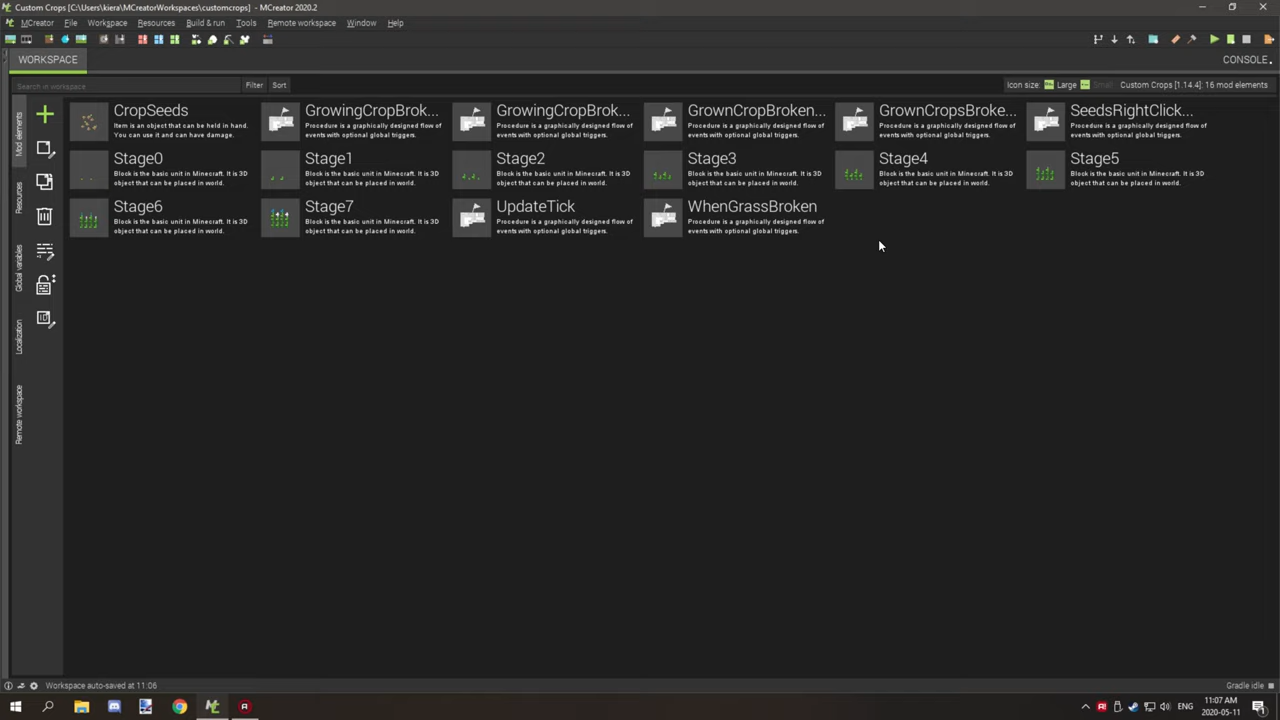 Custom Crops [C:\Users\kiera\MCreatorWorkspaces\customcrops] - MCreator 2020.2
MCreator File Workspace Resources Build & run Tools Remote workspace Window Help
WORKSPACE
CONSOLE
Search in workspace
Filter
Sort
Icon size: Large Small Custom Crops [1.14.4]: 16 mod elements
Mod elements
Resources
Global variables
Localization
Remote workspace
CropSeeds
Item is an object that can be held in hand.
You can use it and can have damage.
GrowingCropBrok...
Procedure is a graphically designed flow of
events with optional global triggers.
GrowingCropBrok...
Procedure is a graphically designed flow of
events with optional global triggers.
GrownCropBroken...
Procedure is a graphically designed flow of
events with optional global triggers.
GrownCropsBroke...
Procedure is a graphically designed flow of
events with optional global triggers.
SeedsRightClick...
Procedure is a graphically designed flow of
events with optional global triggers.
Stage0
Block is the basic unit in Minecraft. It is 3D
object that can be placed in world.
Stage1
Block is the basic unit in Minecraft. It is 3D
object that can be placed in world.
Stage2
Block is the basic unit in Minecraft. It is 3D
object that can be placed in world.
Stage3
Block is the basic unit in Minecraft. It is 3D
object that can be placed in world.
Stage4
Block is the basic unit in Minecraft. It is 3D
object that can be placed in world.
Stage5
Block is the basic unit in Minecraft. It is 3D
object that can be placed in world.
Stage6
Block is the basic unit in Minecraft. It is 3D
object that can be placed in world.
Stage7
Block is the basic unit in Minecraft. It is 3D
object that can be placed in world.
UpdateTick
Procedure is a graphically designed flow of
events with optional global triggers.
WhenGrassBroken
Procedure is a graphically designed flow of
events with optional global triggers.
Workspace auto-saved at 11:06
Gradle idle
ENG
11:07 AM
2020-05-11